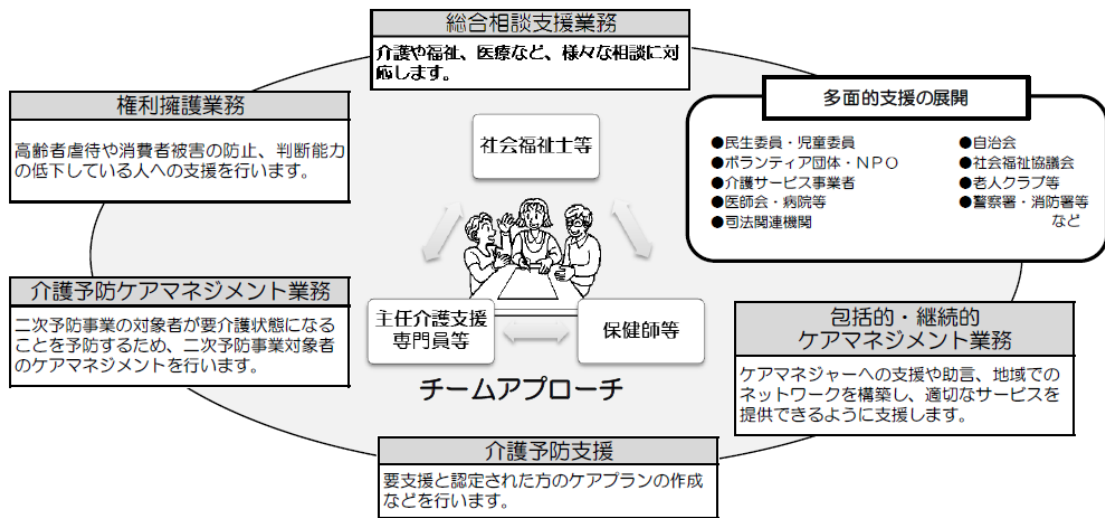 総合相談支援業務
介護や福祉、医療など、様々な相談に対
応します。
権利擁護業務
高齢者虐待や消費者被害の防止、判断能力
の低下している人への支援を行います。
多面的支援の展開
●民生委員・児童委員
●ボランティア団体・NPO
●介護サービス事業者
●医師会・病院等
●司法関連機関
●自治会
●社会福祉協議会
●老人クラブ等
●警察署・消防署等
など
社会福祉士等
主任介護支援
専門員等
保健師等
チームアプローチ
介護予防ケアマネジメント業務
二次予防事業の対象者が要介護状態になる
ことを予防するため、二次予防事業対象者
のケアマネジメントを行います。
包括的・継続的
ケアマネジメント業務
ケアマネジャーへの支援や助言、地域での
ネットワークを構築し、適切なサービスを
提供できるように支援します。
介護予防支援
要支援と認定された方のケアプランの作成
などを行います。